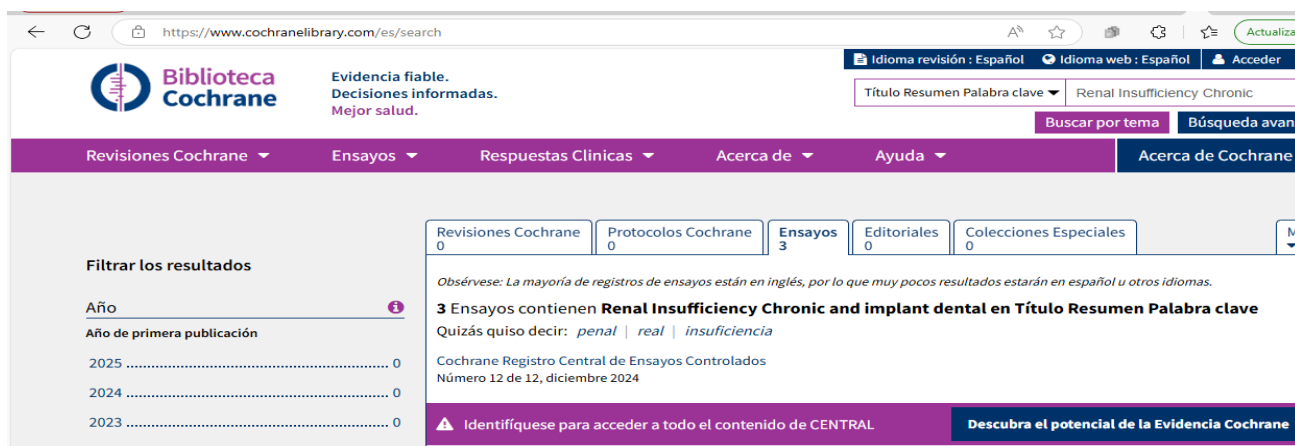 https://www.cochranelibrary.com/es/search
Actualiza
Idioma revisión : Español Idioma web : Español Acceder
Biblioteca
Cochrane
Evidencia fiable.
Decisiones informadas.
Mejor salud.
Título Resumen Palabra clave Renal Insufficiency Chronic
Buscar por tema Búsqueda avan
Revisiones Cochrane Ensayos Respuestas Clínicas Acerca de Ayuda Acerca de Cochrane
Revisiones Cochrane
0
Protocolos Cochrane
0
Ensayos
3
Editoriales
0
Colecciones Especiales
0
M
Filtrar los resultados
Año
Año de primera publicación
2025 ................................................................ 0
2024 ................................................................ 0
2023 ................................................................ 0
Obsérvese: La mayoría de registros de ensayos están en inglés, por lo que muy pocos resultados estarán en español u otros idiomas.
3 Ensayos contienen Renal Insufficiency Chronic and implant dental en Título Resumen Palabra clave
Quizás quiso decir: penal | real | insuficiencia
Cochrane Registro Central de Ensayos Controlados
Número 12 de 12, diciembre 2024
Identifíquese para acceder a todo el contenido de CENTRAL
Descubra el potencial de la Evidencia Cochrane